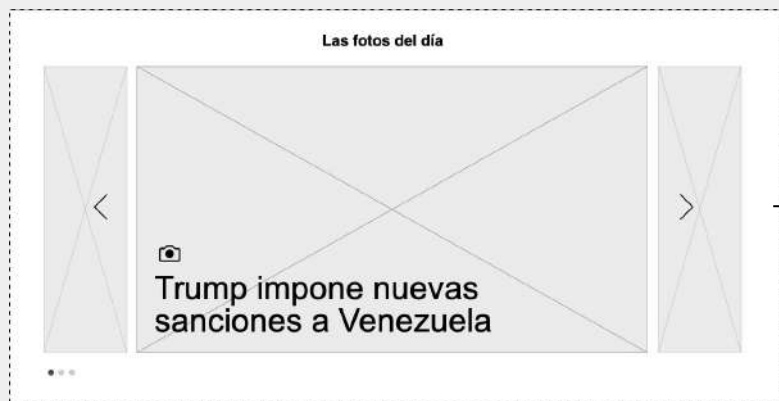 Las fotos del día
Trump impone nuevas
sanciones a Venezuela